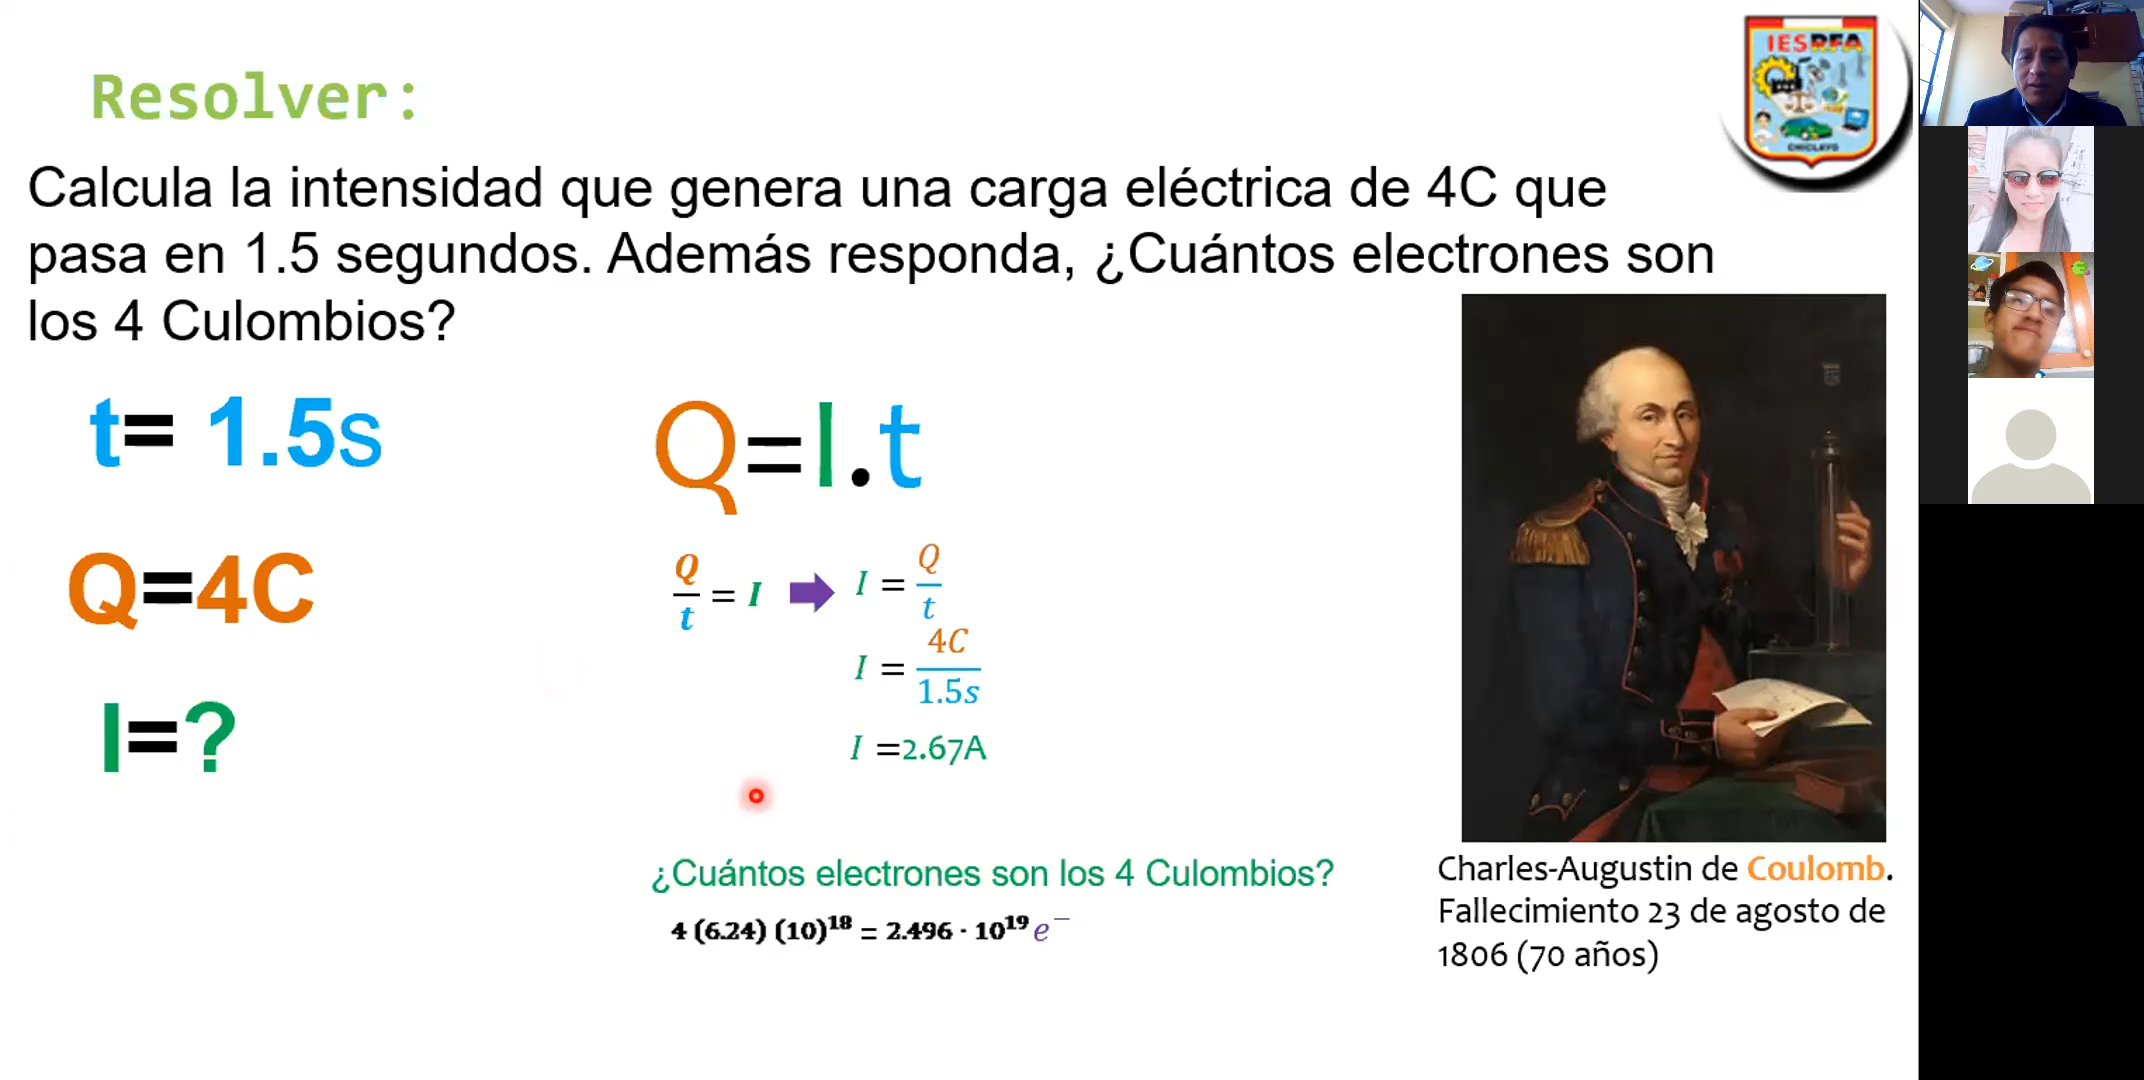 IESRFA
CHICLAYO
Resolver:
Calcula la intensidad que genera una carga eléctrica de 4C que
pasa en 1.5 segundos. Además responda, ¿Cuántos electrones son
los 4 Culombios?
t= 1.5s
Q=4C
I=?
Q=I.t
Q/t = I ➡ I = Q/t
I = 4C/1.5s
I =2.67A
¿Cuántos electrones son los 4 Culombios?
4 (6.24) (10)¹⁸ = 2.496 · 10¹⁹ e⁻
Charles-Augustin de Coulomb.
Fallecimiento 23 de agosto de
1806 (70 años)